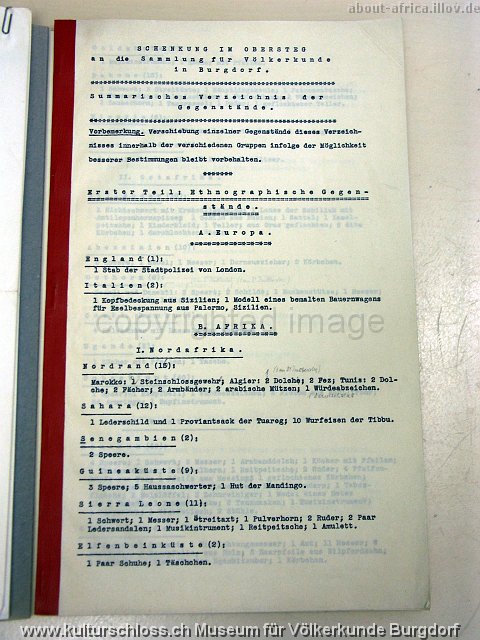 about-africa.illov.de
SCHENKUNG IM OBERSTEG
an die Sammlung für Völkerkunde
in Burgdorf.
Summarisches Verzeichnis der
Gegenstände.
Vorbemerkung. Verschiebung einzelner Gegenstände dieses Verzeich-
nisses innerhalb der verschiedenen Gruppen infolge der Möglichkeit
besserer Bestimmungen bleibt vorbehalten.
Erster Teil: Ethnographische Gegen-
stände.
A. Europa.
England (1):
1 Stab der Stadtpolizei von London.
Italien (2):
1 Kopfbedeckung aus Sizilien; 1 Modell eines bemalten Bauernwagens
für Eselbespannung aus Palermo, Sizilien.
copyrighted image
B. AFRIKA.
I. Nordafrika.
Nordrand (15):
Marokko: 1 Steinschlossgewehr; Algier: 2 Dolche; 2 Fez; Tunis: 2 Dol-
che; 2 Fächer; 2 Armbänder; 2 arabische Mützen; 1 Würdeabzeichen.
Sahara (12):
1 Lederschild und 1 Proviantsack der Tuareg; 10 Wurfeisen der Tibbu.
Senegambien (2):
2 Speere.
Guineaküste (9):
3 Speere; 5 Haussaschwerter; 1 Hut der Mandingo.
Sierra Leone (11):
1 Schwert; 1 Messer; 1 Streitaxt; 1 Pulverhorn; 2 Ruder; 2 Paar
Ledersandalen; 1 Musikintrument; 1 Reitpeitsche; 1 Amulett.
Elfenbeinküste (2):
1 Paar Schuhe; 1 Täschchen.
www.kulturschloss.ch Museum für Völkerkunde Burgdorf